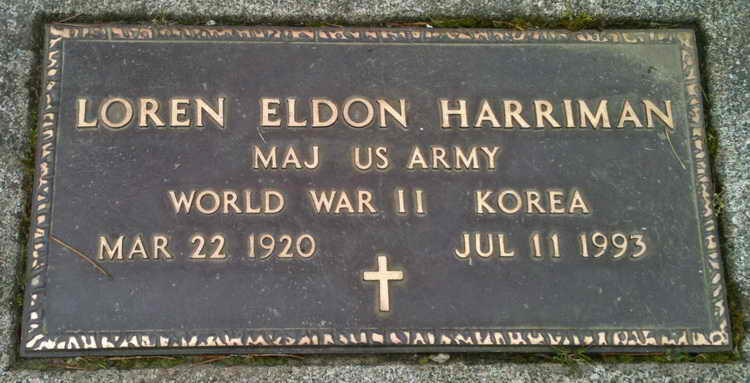 LOREN ELDON HARRIMAN
MAJ US ARMY
WORLD WAR II KOREA
MAR 22 1920 JUL 11 1993